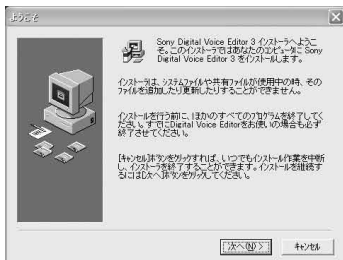 ようこそ
Sony Digital Voice Editor 3 インストーラへようこ
そ。このインストーラではあなたのコンピュータに Sony
Digital Voice Editor 3 をインストールします。
インストーラは、システムファイルや共有ファイルが使用中の時、その
ファイルを追加したり更新したりすることができません。
インストールを行う前に、ほかのすべてのプログラムを終了してく
ださい。すでにDigital Voice Editorをお使いの場合も必ず
終了させてください。
[キャンセル]ボタンをクリックすれば、いつでもインストール作業を中断
し、インストーラを終了することができます。インストールを継続す
るには[次へ]ボタンをクリックしてください。
次へ(N) >
キャンセル